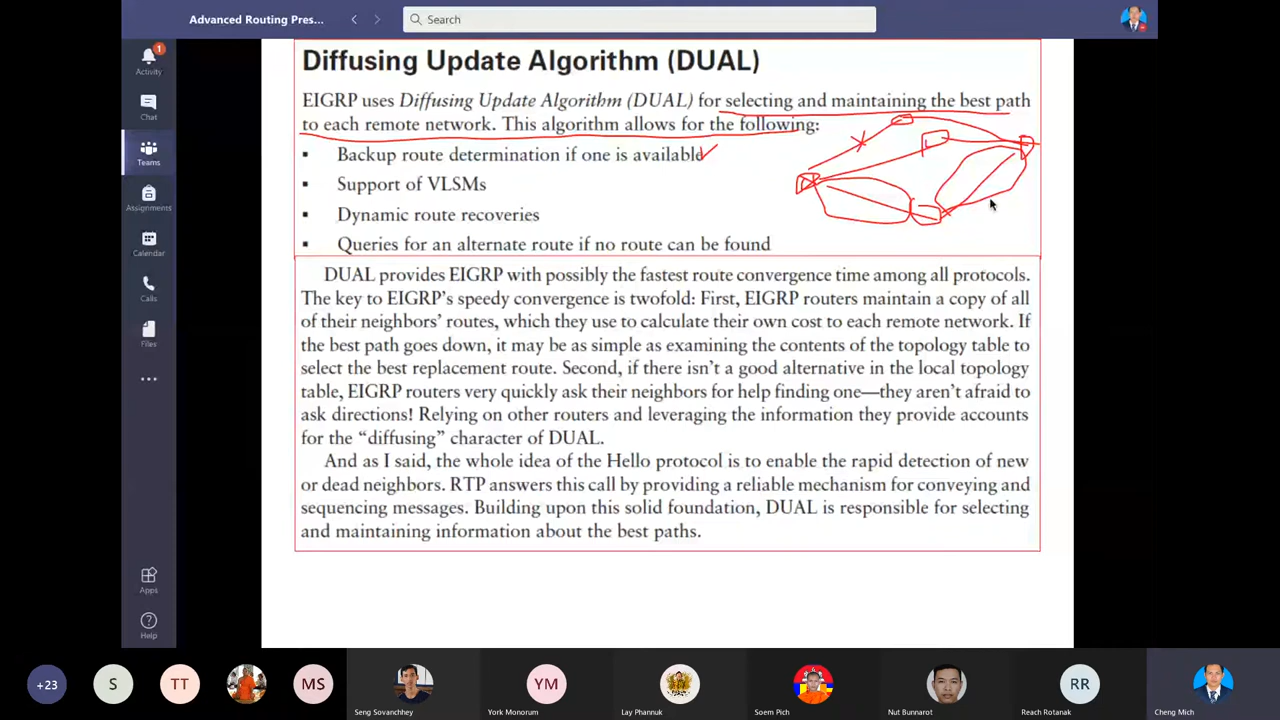 Advanced Routing Pres...
Search
Activity
1
Chat
Teams
Assignments
Calendar
Calls
Files
Apps
Help
Diffusing Update Algorithm (DUAL)
EIGRP uses Diffusing Update Algorithm (DUAL) for selecting and maintaining the best path
to each remote network. This algorithm allows for the following:
▪ Backup route determination if one is available
▪ Support of VLSMs
▪ Dynamic route recoveries
▪ Queries for an alternate route if no route can be found
DUAL provides EIGRP with possibly the fastest route convergence time among all protocols.
The key to EIGRP's speedy convergence is twofold: First, EIGRP routers maintain a copy of all
of their neighbors' routes, which they use to calculate their own cost to each remote network. If
the best path goes down, it may be as simple as examining the contents of the topology table to
select the best replacement route. Second, if there isn't a good alternative in the local topology
table, EIGRP routers very quickly ask their neighbors for help finding one—they aren't afraid to
ask directions! Relying on other routers and leveraging the information they provide accounts
for the "diffusing" character of DUAL.
And as I said, the whole idea of the Hello protocol is to enable the rapid detection of new
or dead neighbors. RTP answers this call by providing a reliable mechanism for conveying and
sequencing messages. Building upon this solid foundation, DUAL is responsible for selecting
and maintaining information about the best paths.
+23
S
TT
MS
YM
RR
Seng Sovanchhey
York Monorum
Lay Phannuk
Soem Pich
Nut Bunnarot
Reach Rotanak
Cheng Mich